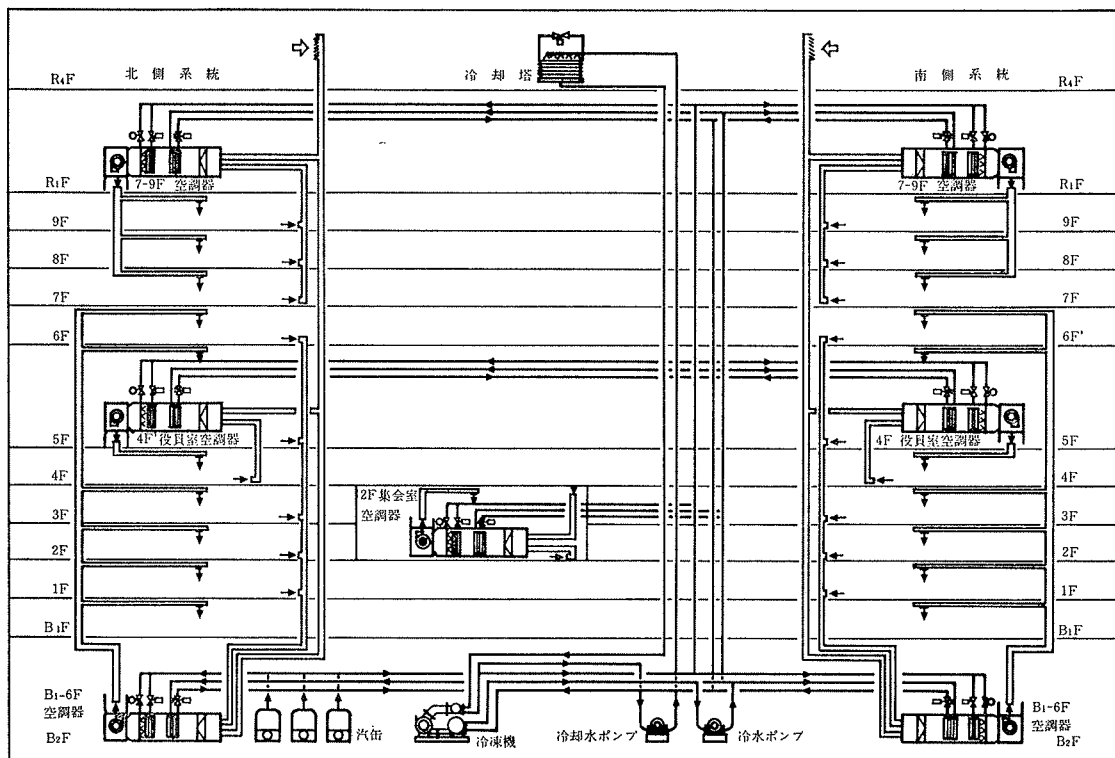 北側系統
冷却塔
南側系統
R₄F
R₄F
7-9F 空調器
7-9F 空調器
R₁F
R₁F
9F
9F
8F
8F
7F
7F
6F
6F'
4F'役員室空調器
4F 役員室空調器
5F
5F
4F
4F
2F集会室
空調器
3F
3F
2F
2F
1F
1F
B₁F
B₁F
B₁-6F
空調器
B₂F
汽缶
冷凍機
冷却水ポンプ
冷水ポンプ
B₁-6F
空調器
B₂F